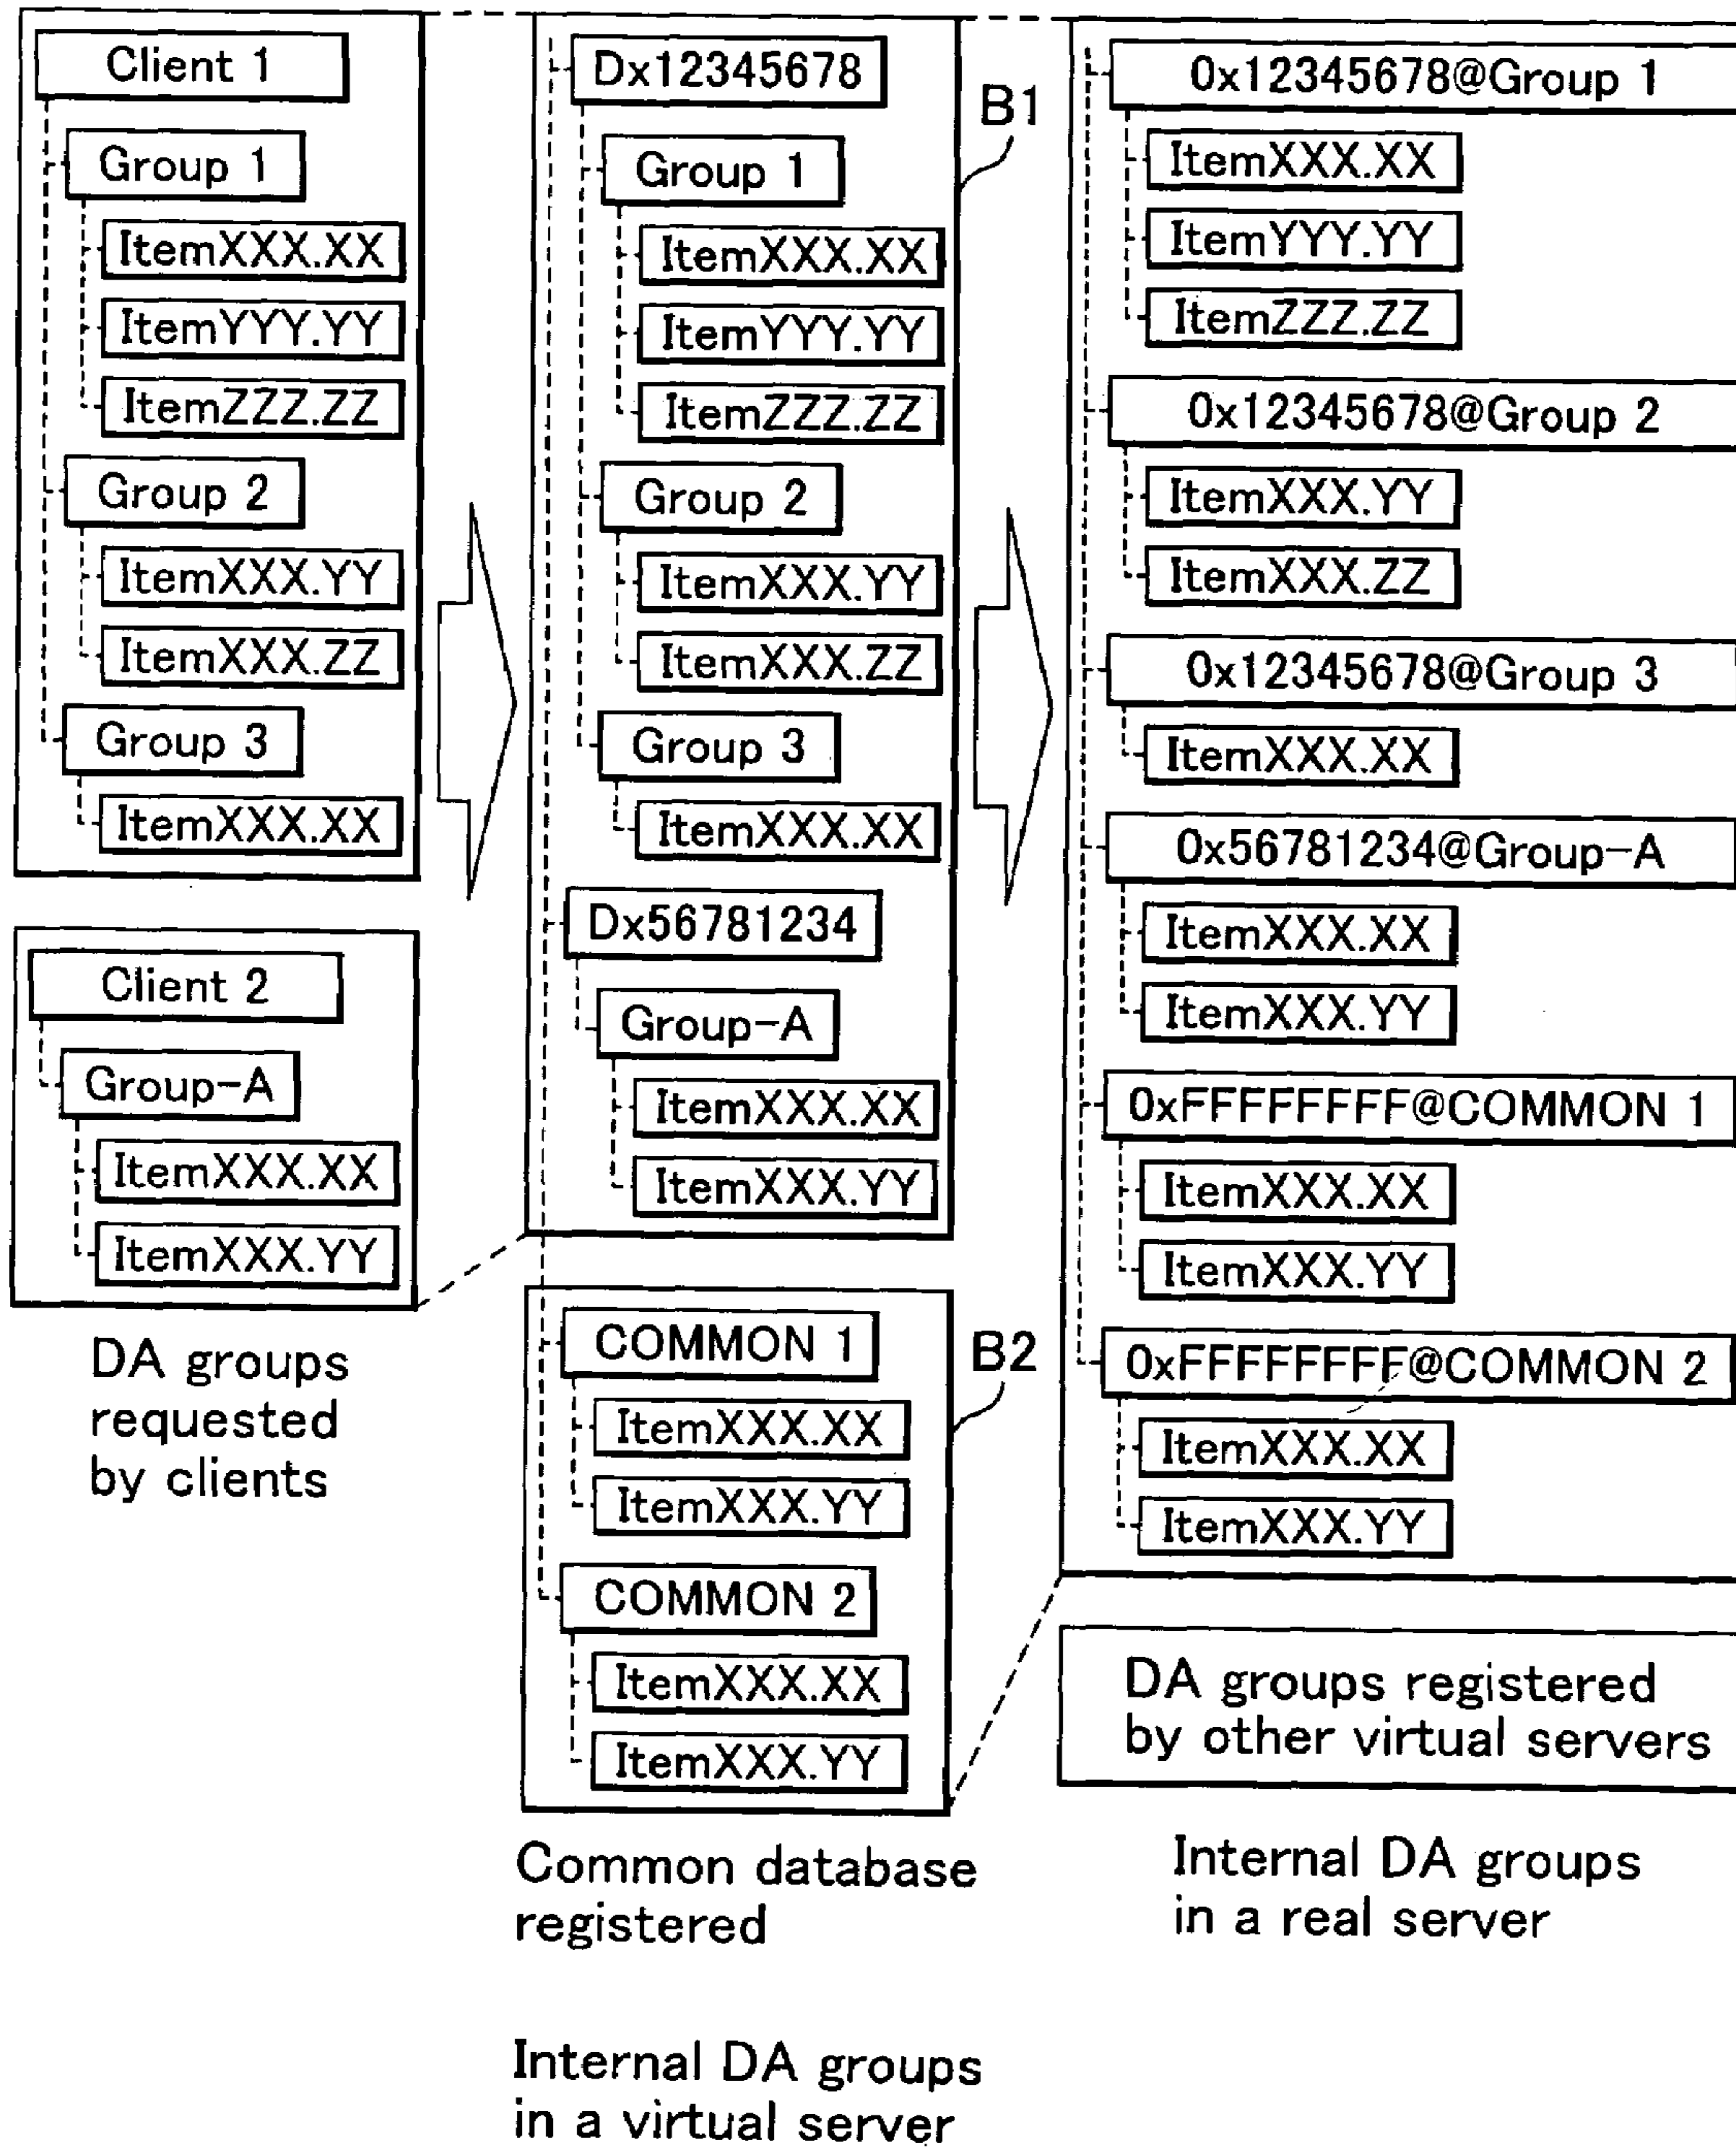 Client 1
Group 1
ItemXXX.XX
ItemYYY.YY
ItemZZZ.ZZ
Group 2
ItemXXX.YY
ItemXXX.ZZ
Group 3
ItemXXX.XX
Client 2
Group-A
ItemXXX.XX
ItemXXX.YY
DA groups
requested
by clients
Dx12345678
Group 1
ItemXXX.XX
ItemYYY.YY
ItemZZZ.ZZ
Group 2
ItemXXX.YY
ItemXXX.ZZ
Group 3
ItemXXX.XX
Dx56781234
Group-A
ItemXXX.XX
ItemXXX.YY
B1
COMMON 1
ItemXXX.XX
ItemXXX.YY
COMMON 2
ItemXXX.XX
ItemXXX.YY
B2
Common database
registered
Internal DA groups
in a virtual server
0x12345678@Group 1
ItemXXX.XX
ItemYYY.YY
ItemZZZ.ZZ
0x12345678@Group 2
ItemXXX.YY
ItemXXX.ZZ
0x12345678@Group 3
ItemXXX.XX
0x56781234@Group-A
ItemXXX.XX
ItemXXX.YY
0xFFFFFFFF@COMMON 1
ItemXXX.XX
ItemXXX.YY
0xFFFFFFFF@COMMON 2
ItemXXX.XX
ItemXXX.YY
DA groups registered
by other virtual servers
Internal DA groups
in a real server